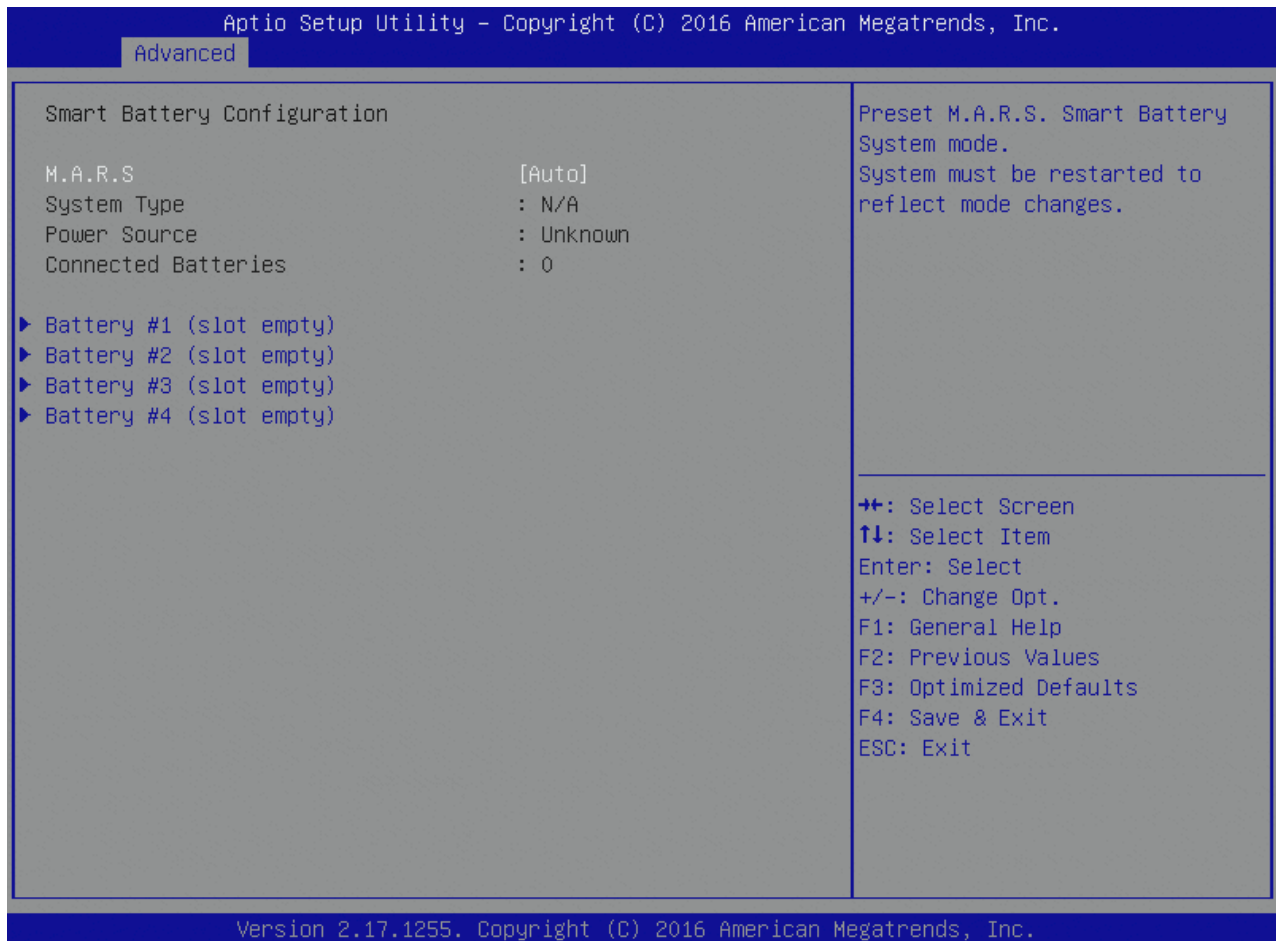 Aptio Setup Utility – Copyright (C) 2016 American Megatrends, Inc.
Advanced
Smart Battery Configuration
M.A.R.S [Auto]
System Type : N/A
Power Source : Unknown
Connected Batteries : 0
Battery #1 (slot empty)
Battery #2 (slot empty)
Battery #3 (slot empty)
Battery #4 (slot empty)
Preset M.A.R.S. Smart Battery
System mode.
System must be restarted to
reflect mode changes.
→←: Select Screen
↑↓: Select Item
Enter: Select
+/-: Change Opt.
F1: General Help
F2: Previous Values
F3: Optimized Defaults
F4: Save & Exit
ESC: Exit
Version 2.17.1255. Copyright (C) 2016 American Megatrends, Inc.